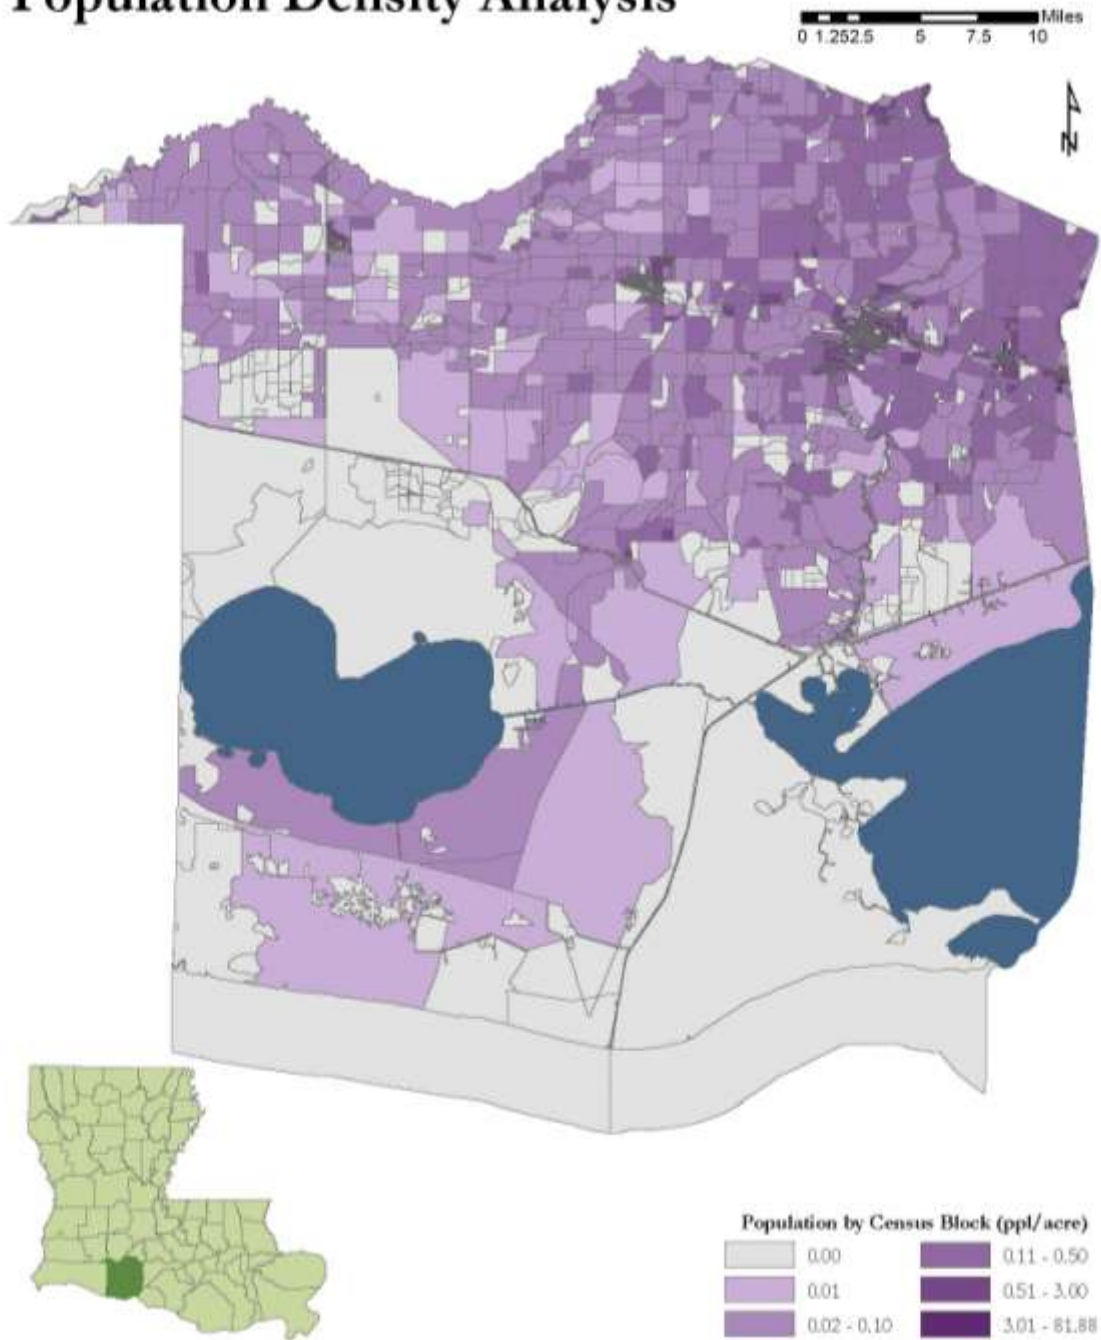 Population Density Analysis
Miles
0 1.25 2.5 5 7.5 10
N
Population by Census Block (ppl/acre)
0.00 0.11 - 0.50
0.01 0.51 - 3.00
0.02 - 0.10 3.01 - 81.88